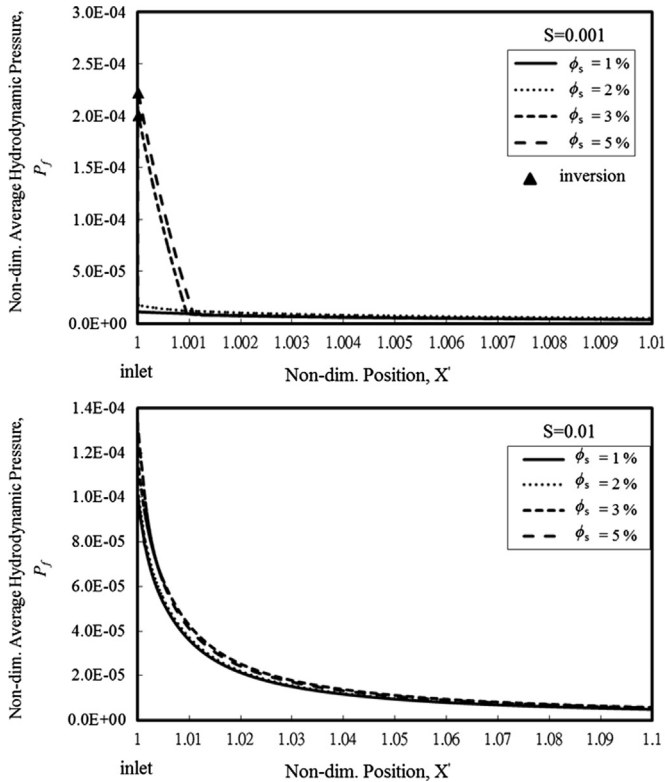 Non-dim. Average Hydrodynamic Pressure,
P_f
3.0E-04
2.5E-04
2.0E-04
1.5E-04
1.0E-04
5.0E-05
0.0E+00
S=0.001
ϕs = 1%
ϕs = 2%
ϕs = 3%
ϕs = 5%
inversion
1 1.001 1.002 1.003 1.004 1.005 1.006 1.007 1.008 1.009 1.01
inlet
Non-dim. Position, X'
Non-dim. Average Hydrodynamic Pressure,
P_f
1.4E-04
1.2E-04
1.0E-04
8.0E-05
6.0E-05
4.0E-05
2.0E-05
0.0E+00
S=0.01
ϕs = 1%
ϕs = 2%
ϕs = 3%
ϕs = 5%
1 1.01 1.02 1.03 1.04 1.05 1.06 1.07 1.08 1.09 1.1
inlet
Non-dim. Position, X'